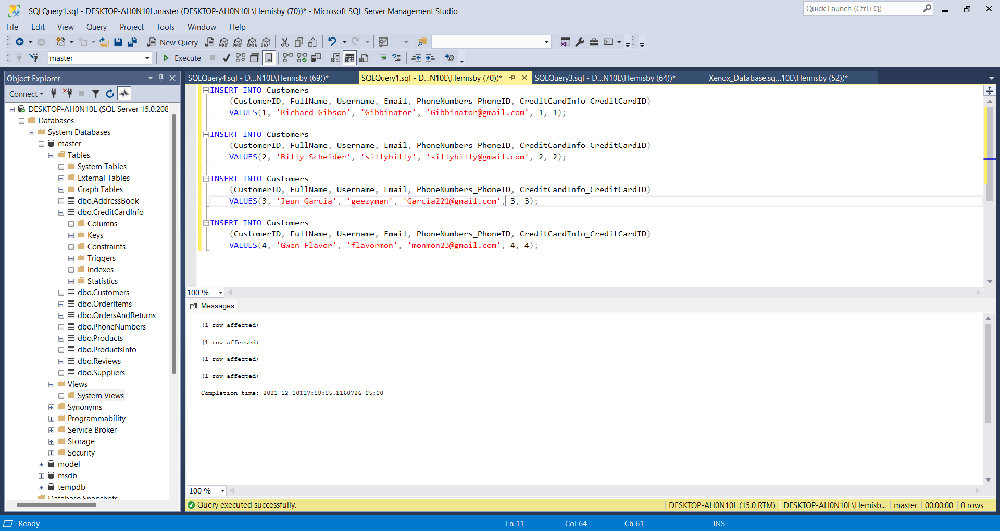 SQLQuery1.sql - DESKTOP-AH0N10L.master (DESKTOP-AH0N10L\Hemisby (70))* - Microsoft SQL Server Management Studio
Quick Launch (Ctrl+Q)
File Edit View Query Project Tools Window Help
New Query MDX DMX XMLA DAX
master Execute
Object Explorer
Connect
DESKTOP-AH0N10L (SQL Server 15.0.208
Databases
System Databases
master
Tables
System Tables
External Tables
Graph Tables
dbo.AddressBook
dbo.CreditCardInfo
Columns
Keys
Constraints
Triggers
Indexes
Statistics
dbo.Customers
dbo.OrderItems
dbo.OrdersAndReturns
dbo.PhoneNumbers
dbo.Products
dbo.ProductsInfo
dbo.Reviews
dbo.Suppliers
Views
System Views
Synonyms
Programmability
Service Broker
Storage
Security
model
msdb
tempdb
Database Snapshots
SQLQuery4.sql - D...N10L\Hemisby (69))* SQLQuery1.sql - D...N10L\Hemisby (70))* SQLQuery3.sql - D...N10L\Hemisby (64))* Xenox_Database.sq...10L\Hemisby (52))*
INSERT INTO Customers
(CustomerID, FullName, Username, Email, PhoneNumbers_PhoneID, CreditCardInfo_CreditCardID)
VALUES(1, 'Richard Gibson', 'Gibbinator', 'Gibbinator@gmail.com', 1, 1);
INSERT INTO Customers
(CustomerID, FullName, Username, Email, PhoneNumbers_PhoneID, CreditCardInfo_CreditCardID)
VALUES(2, 'Billy Scheider', 'sillybilly', 'sillybilly@gmail.com', 2, 2);
INSERT INTO Customers
(CustomerID, FullName, Username, Email, PhoneNumbers_PhoneID, CreditCardInfo_CreditCardID)
VALUES(3, 'Jaun Garcia', 'geezyman', 'Garcia221@gmail.com', 3, 3);
INSERT INTO Customers
(CustomerID, FullName, Username, Email, PhoneNumbers_PhoneID, CreditCardInfo_CreditCardID)
VALUES(4, 'Gwen Flavor', 'flavormon', 'monmon23@gmail.com', 4, 4);
100 %
Messages
(1 row affected)
(1 row affected)
(1 row affected)
(1 row affected)
Completion time: 2021-12-10T17:59:55.1160726-05:00
100 %
Query executed successfully. DESKTOP-AH0N10L (15.0 RTM) DESKTOP-AH0N10L\Hemisb... master 00:00:00 0 rows
Ready Ln 11 Col 64 Ch 61 INS